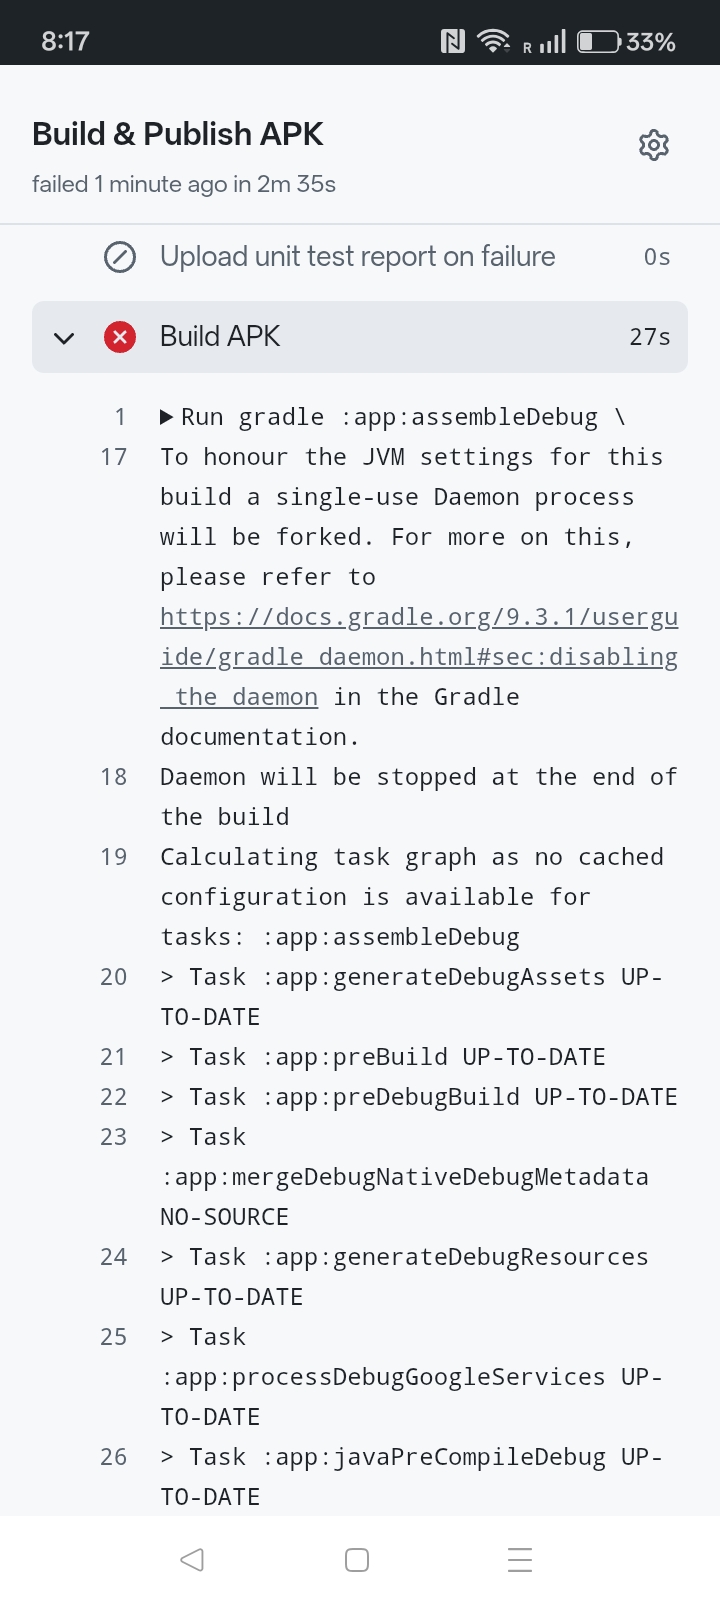 8:17
R
33%
Build & Publish APK
failed 1 minute ago in 2m 35s
Upload unit test report on failure 0s
Build APK 27s
1 ▶ Run gradle :app:assembleDebug \
17 To honour the JVM settings for this
build a single-use Daemon process
will be forked. For more on this,
please refer to
https://docs.gradle.org/9.3.1/usergu
ide/gradle_daemon.html#sec:disabling
_the_daemon in the Gradle
documentation.
18 Daemon will be stopped at the end of
the build
19 Calculating task graph as no cached
configuration is available for
tasks: :app:assembleDebug
20 > Task :app:generateDebugAssets UP-
TO-DATE
21 > Task :app:preBuild UP-TO-DATE
22 > Task :app:preDebugBuild UP-TO-DATE
23 > Task
:app:mergeDebugNativeDebugMetadata
NO-SOURCE
24 > Task :app:generateDebugResources
UP-TO-DATE
25 > Task
:app:processDebugGoogleServices UP-
TO-DATE
26 > Task :app:javaPreCompileDebug UP-
TO-DATE